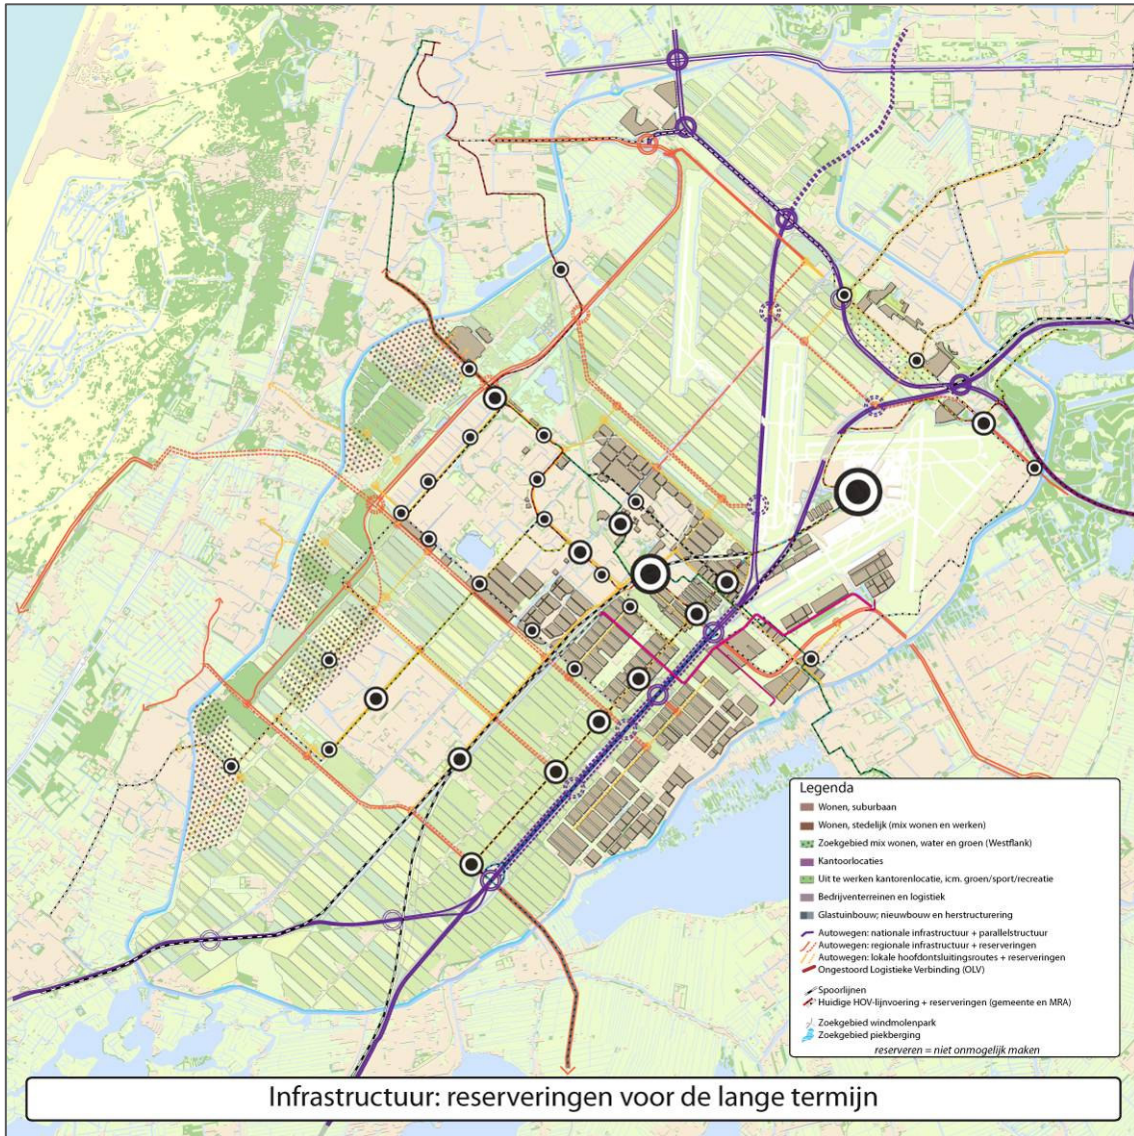 Legenda
Wonen, suburbaan
Wonen, stedelijk (mix wonen en werken)
Zoekgebied mix wonen, water en groen (Westflank)
Kantoorlocaties
Uit te werken kantorenlocatie, icm. groen/sport/recreatie
Bedrijventerreinen en logistiek
Glastuinbouw; nieuwbouw en herstructurering
Autowegen: nationale infrastructuur + parallelstructuur
Autowegen: regionale infrastructuur + reserveringen
Autowegen: lokale hoofdontsluitingsroutes + reserveringen
Ongestoord Logistieke Verbinding (OLV)
Spoorlijnen
Huidige HOV-lijnvoering + reserveringen (gemeente en MRA)
Zoekgebied windmolenpark
Zoekgebied piekberging
reserveren = niet onmogelijk maken
Infrastructuur: reserveringen voor de lange termijn